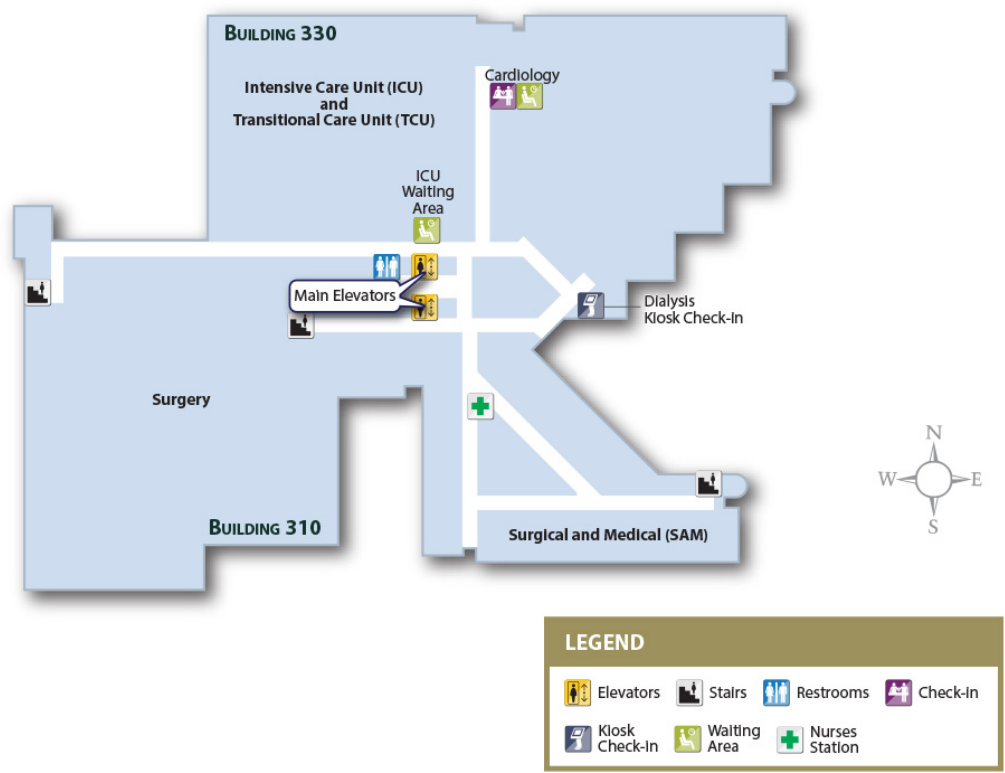 BUILDING 330
Intensive Care Unit (ICU)
and
Transitional Care Unit (TCU)
Cardiology
ICU
Waiting
Area
Main Elevators
Dialysis
Kiosk Check-In
Surgery
BUILDING 310
Surgical and Medical (SAM)
N
W
E
S
LEGEND
Elevators
Stairs
Restrooms
Check-In
Kiosk
Check-In
Waiting
Area
Nurses
Station